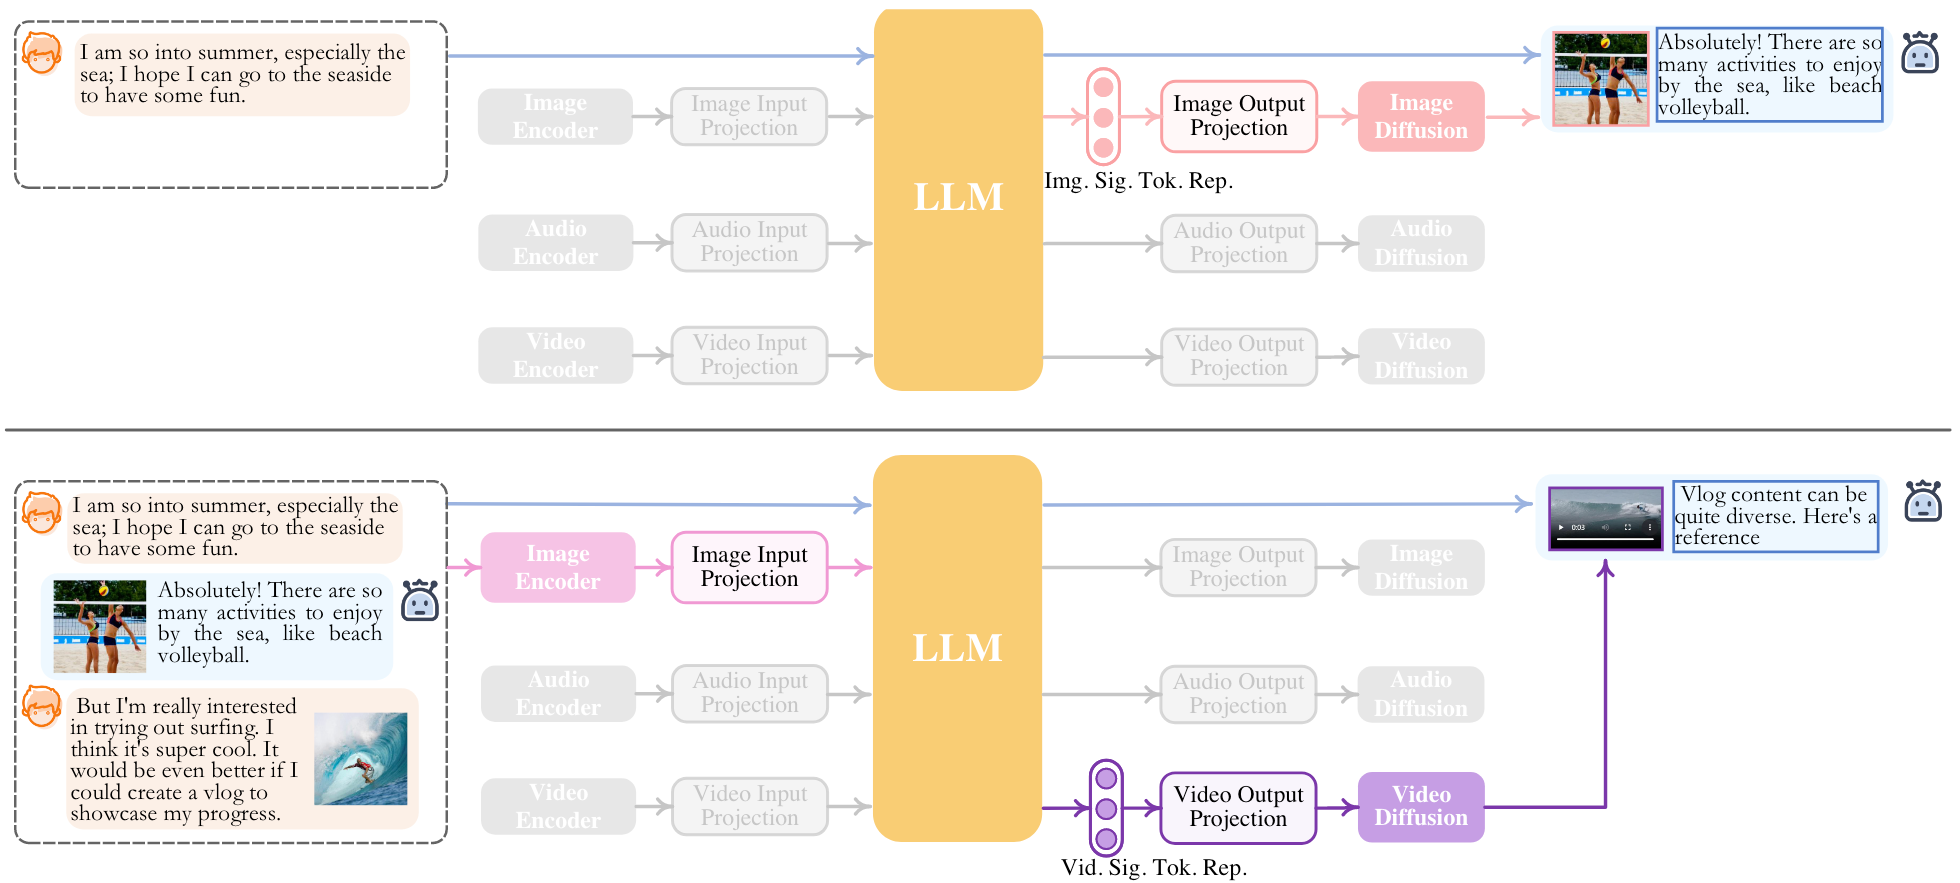 I am so into summer, especially the
sea; I hope I can go to the seaside
to have some fun.
Image
Encoder
Image Input
Projection
Audio
Encoder
Audio Input
Projection
Video
Encoder
Video Input
Projection
LLM
Img. Sig. Tok. Rep.
Image Output
Projection
Image
Diffusion
Audio Output
Projection
Audio
Diffusion
Video Output
Projection
Video
Diffusion
Absolutely! There are so
many activities to enjoy
by the sea, like beach
volleyball.
I am so into summer, especially the
sea; I hope I can go to the seaside
to have some fun.
Absolutely! There are so
many activities to enjoy
by the sea, like beach
volleyball.
But I'm really interested
in trying out surfing. I
think it's super cool. It
would be even better if I
could create a vlog to
showcase my progress.
Image
Encoder
Image Input
Projection
Audio
Encoder
Audio Input
Projection
Video
Encoder
Video Input
Projection
LLM
Image Output
Projection
Image
Diffusion
Audio Output
Projection
Audio
Diffusion
Vid. Sig. Tok. Rep.
Video Output
Projection
Video
Diffusion
0:03
Vlog content can be
quite diverse. Here's a
reference